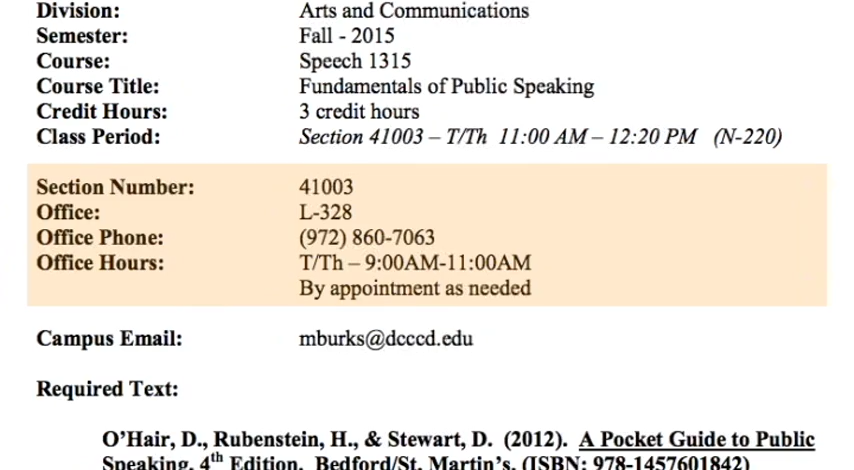 Division: Arts and Communications
Semester: Fall - 2015
Course: Speech 1315
Course Title: Fundamentals of Public Speaking
Credit Hours: 3 credit hours
Class Period: Section 41003 – T/Th 11:00 AM – 12:20 PM (N-220)
Section Number: 41003
Office: L-328
Office Phone: (972) 860-7063
Office Hours: T/Th – 9:00AM-11:00AM
By appointment as needed
Campus Email: mburks@dcccd.edu
Required Text:
O'Hair, D., Rubenstein, H., & Stewart, D. (2012). A Pocket Guide to Public
Speaking, 4th Edition, Bedford/St. Martin's. (ISBN: 978-1457601842)